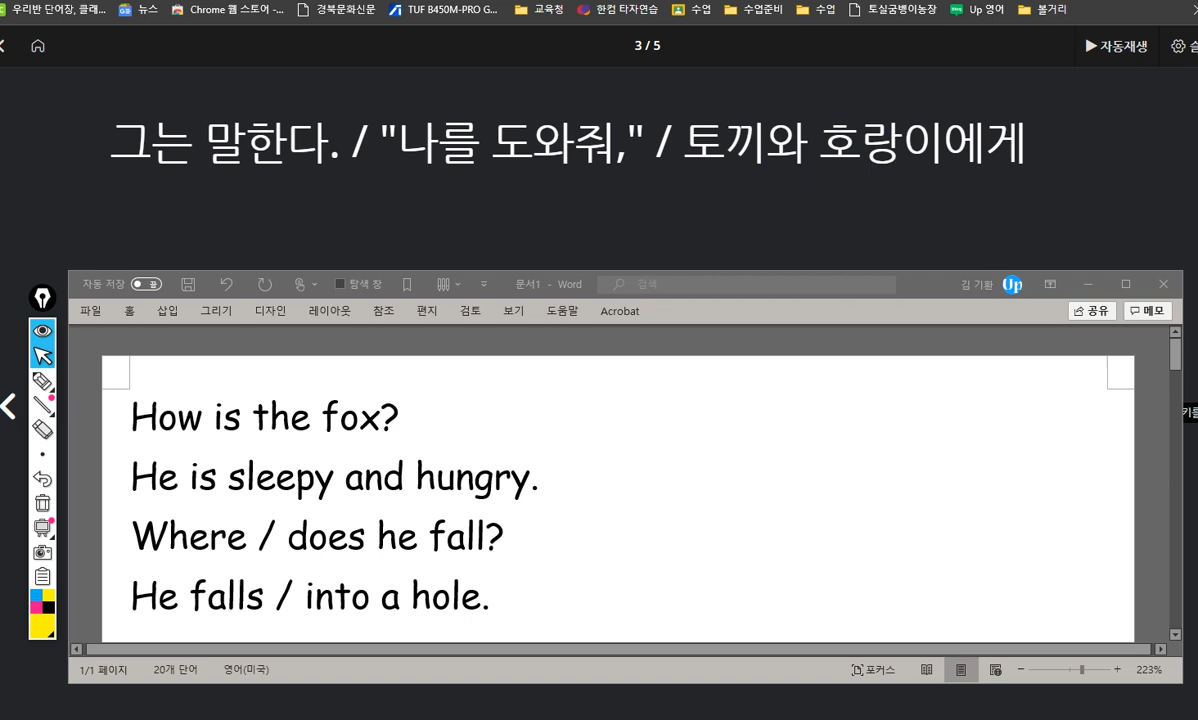 우리반 단어장, 클래... 뉴스 Chrome 웹 스토어 -... 경북문화신문 TUF B450M-PRO G... 교육청 한컴 타자연습 수업 수업준비 수업 토실굼벵이농장 Up 영어 볼거리
3 / 5 ▶자동재생 슬
그는 말한다. / "나를 도와줘," / 토끼와 호랑이에게
자동 저장 끔 탐색 창 문서1 - Word 검색 김 기환 Up
파일 홈 삽입 그리기 디자인 레이아웃 참조 편지 검토 보기 도움말 Acrobat 공유 메모
How is the fox?
키를
He is sleepy and hungry.
Where / does he fall?
He falls / into a hole.
1/1 페이지 20개 단어 영어(미국) 포커스 - + 223%